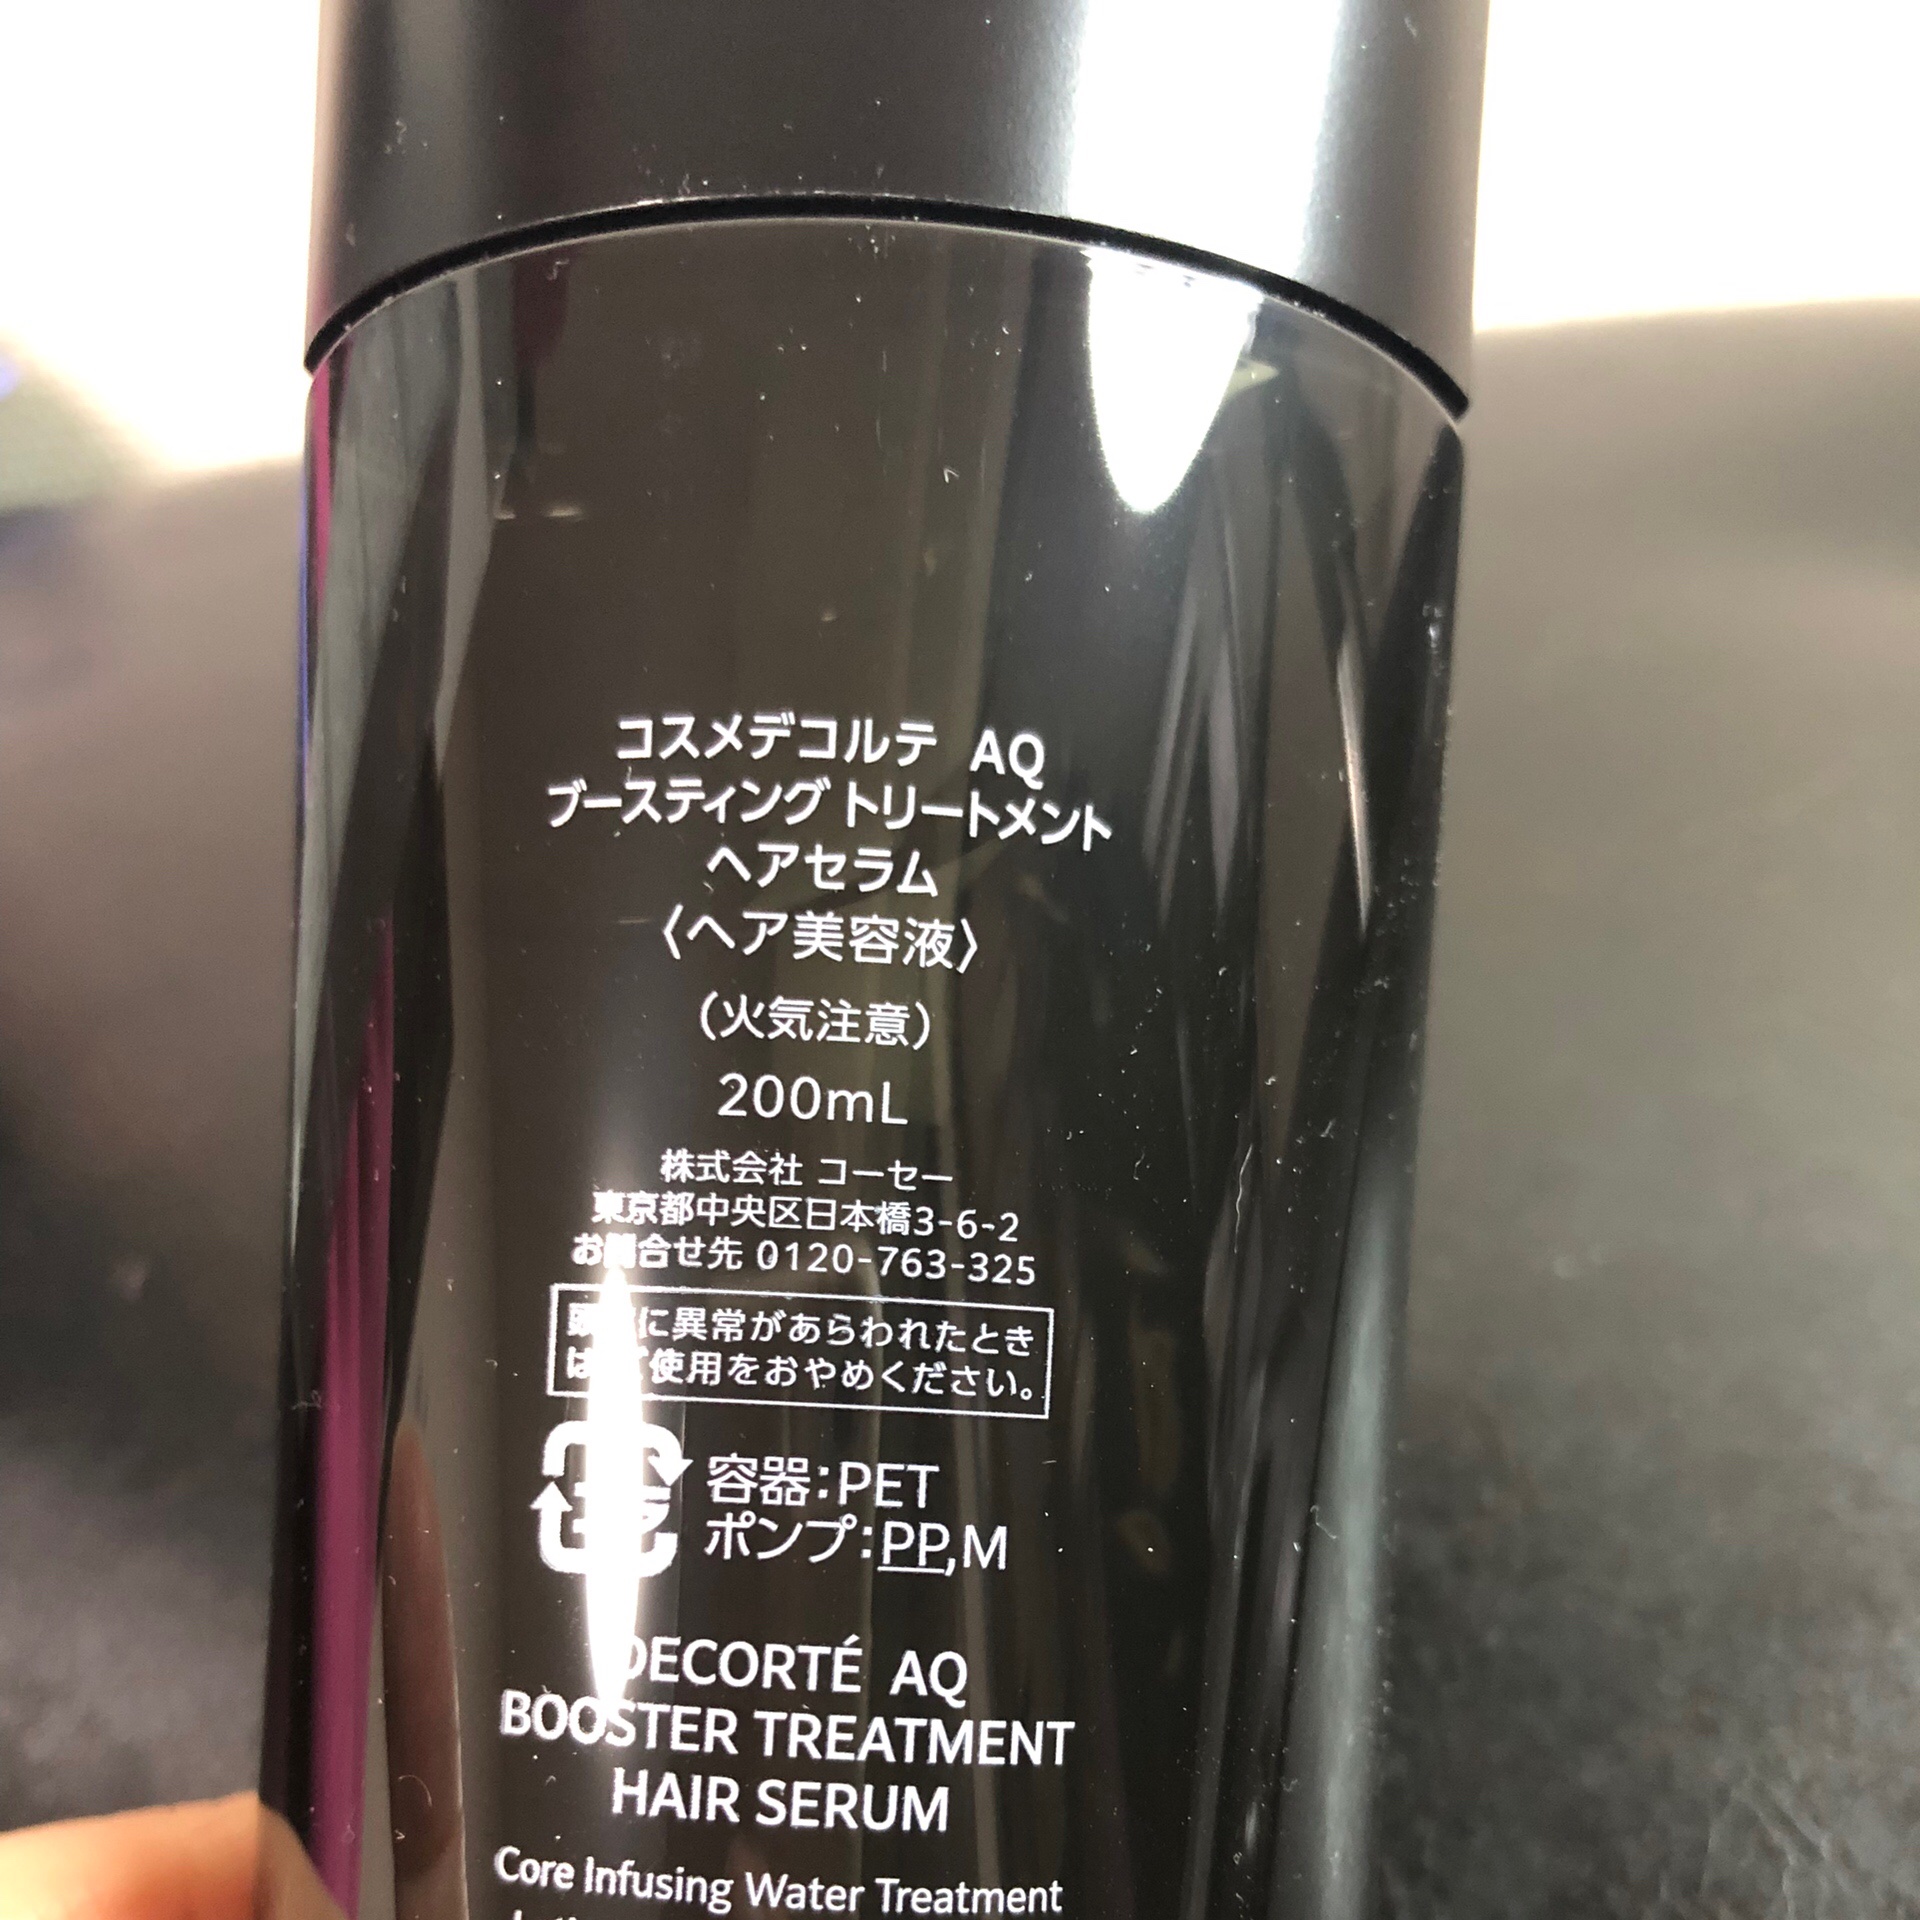 コスメデコルテ AQ
ブースティング トリートメント
ヘアセラム
〈ヘア美容液〉
（火気注意）
200mL
株式会社 コーセー
東京都中央区日本橋3-6-2
お問合せ先 0120-763-325
に異常があらわれたとき
使用をおやめください。
容器：PET
ポンプ：PP,M
DECORTÉ AQ
BOOSTER TREATMENT
HAIR SERUM
Core Infusing Water Treatment